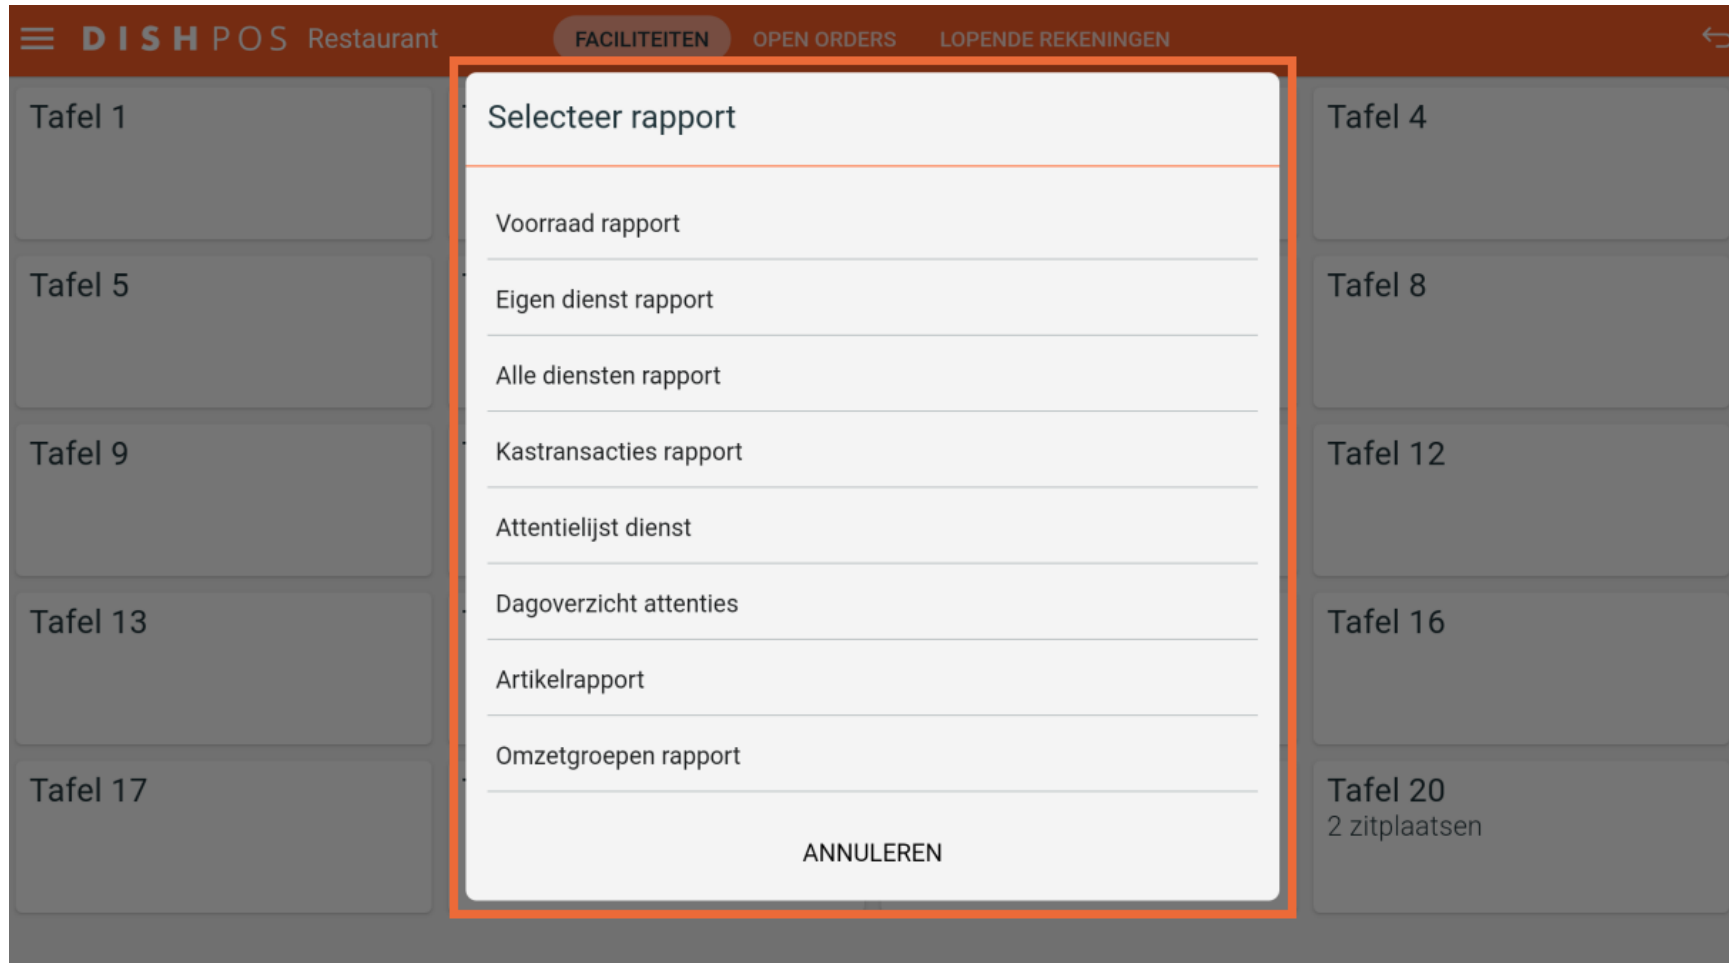 DISH POS Restaurant FACILITEITEN OPEN ORDERS LOPENDE REKENINGEN
Selecteer rapport
Voorraad rapport
Eigen dienst rapport
Alle diensten rapport
Kastransacties rapport
Attentielijst dienst
Dagoverzicht attenties
Artikelrapport
Omzetgroepen rapport
ANNULEREN
Tafel 1
Tafel 4
Tafel 5
Tafel 8
Tafel 9
Tafel 12
Tafel 13
Tafel 16
Tafel 17
Tafel 20
2 zitplaatsen